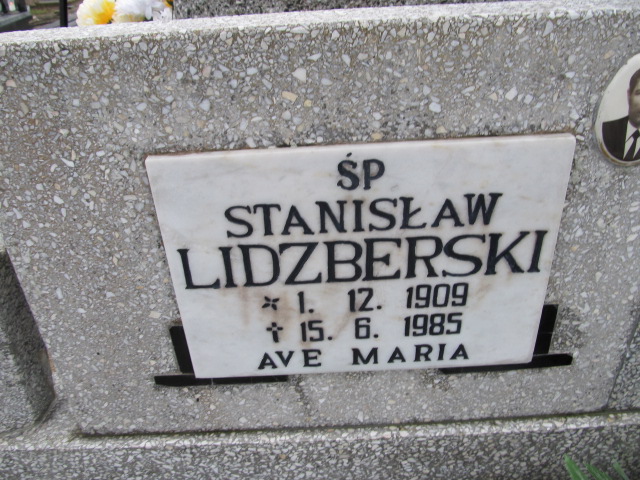 ŚP
STANISŁAW
LIDZBERSKI
* 1. 12. 1909
† 15. 6. 1985
AVE MARIA